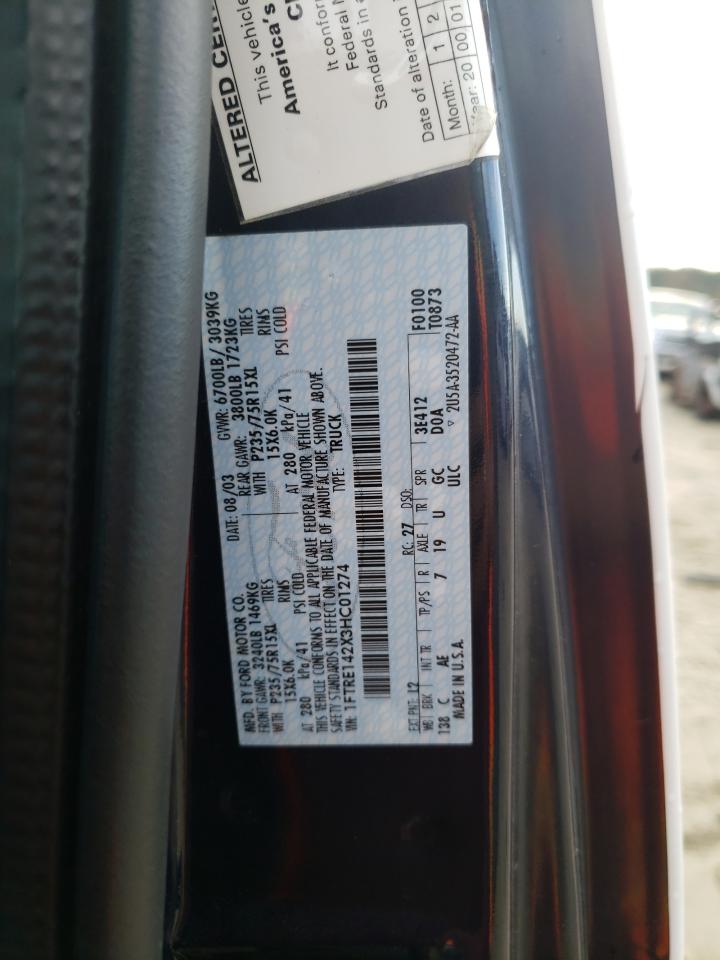 ALTERED CER
This vehicle
America's
It conform
Federal M
Standards in a
Date of alteration
Month: 1 2
Year: 20 00 01
MFD. BY FORD MOTOR CO.
DATE: 08/03 GVWR: 6700LB/ 3039KG
FRONT GAWR: 3240LB 1469KG REAR GAWR: 3800LB 1723KG
WITH P235/75R15XL TIRES WITH P235/75R15XL TIRES
15X6.0K RIMS 15X6.0K RIMS
AT 280 kPa/41 PSI COLD AT 280 kPa/41 PSI COLD
THIS VEHICLE CONFORMS TO ALL APPLICABLE FEDERAL MOTOR VEHICLE
SAFETY STANDARDS IN EFFECT ON THE DATE OF MANUFACTURE SHOWN ABOVE.
VIN: 1FTRE142X3HC01274 TYPE: TRUCK
EXT PNT: L2 RC: 27 DSO: F0100
WB BRK INT TR TP/PS R AXLE TR SPR 3E412 T0873
138 C AE 7 19 U GC D0A
MADE IN U.S.A. ULC ▽ 2U5A-3520472-AA